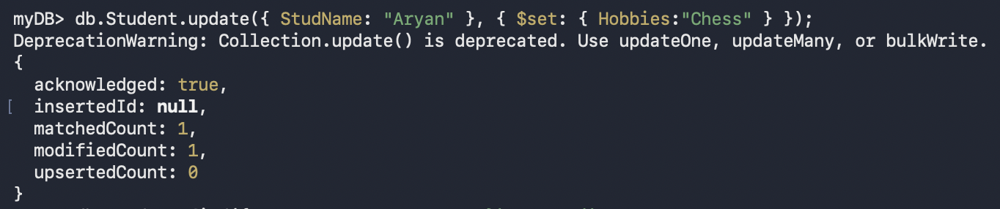 myDB> db.Student.update({ StudName: "Aryan" }, { $set: { Hobbies:"Chess" } });
DeprecationWarning: Collection.update() is deprecated. Use updateOne, updateMany, or bulkWrite.
{
  acknowledged: true,
[ insertedId: null,
  matchedCount: 1,
  modifiedCount: 1,
  upsertedCount: 0
}